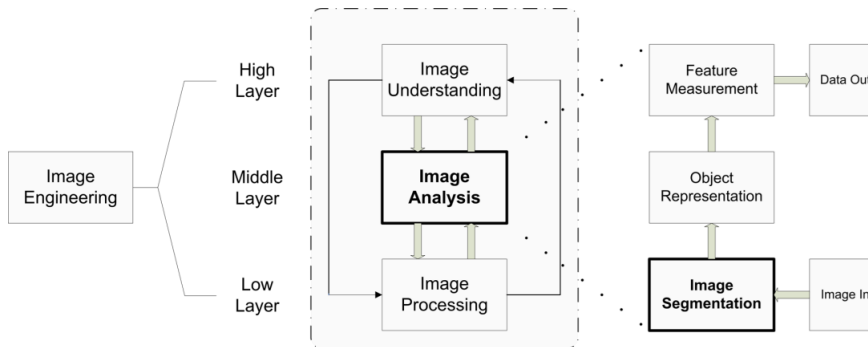 Image
Engineering
High
Layer
Middle
Layer
Low
Layer
Image
Understanding
Image
Analysis
Image
Processing
Feature
Measurement
Data Out
Object
Representation
Image
Segmentation
Image In